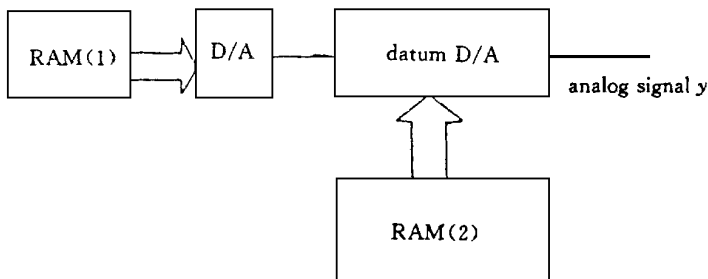 RAM(1)
D/A
datum D/A
analog signal y
RAM(2)